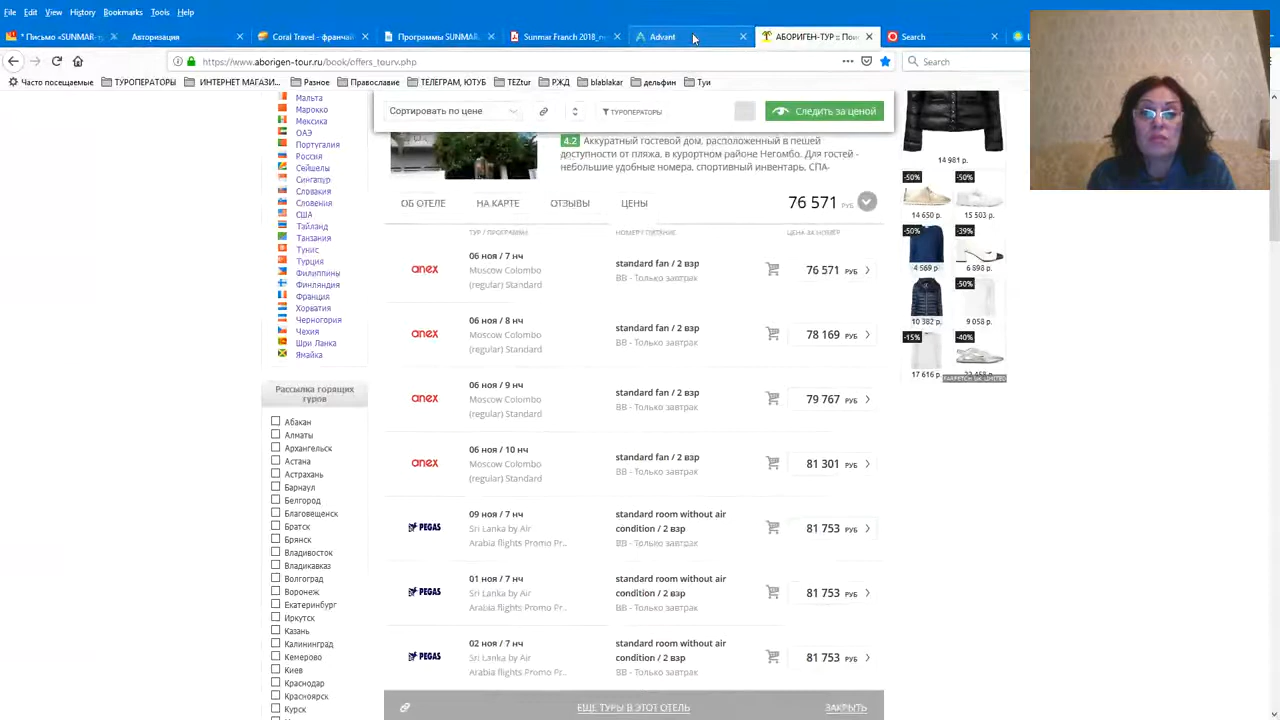 File Edit View History Bookmarks Tools Help
* Письмо «SUNMAR-
Авторизация
Coral Travel - франчай
Программы SUNMAR,
Sunmar Franch 2018_re
Advant
АБОРИГЕН-ТУР :: Пои
Search
https://www.aborigen-tour.ru/book/offers_tourv.php
Search
Часто посещаемые
ТУРОПЕРАТОРЫ
ИНТЕРНЕТ МАГАЗИ...
Разное
Православие
ТЕЛЕГРАМ, ЮТУБ
TEZtur
РЖД
blablakar
дельфин
Туи
Мальта
Марокко
Мексика
ОАЭ
Португалия
Россия
Сейшелы
Сингапур
Словакия
Словения
США
Тайланд
Танзания
Тунис
Турция
Филиппины
Финляндия
Франция
Хорватия
Черногория
Чехия
Шри Ланка
Ямайка
Рассылка горящих
туров
Абакан
Алматы
Архангельск
Астана
Астрахань
Барнаул
Белгород
Благовещенск
Братск
Брянск
Владивосток
Владикавказ
Волгоград
Воронеж
Екатеринбург
Иркутск
Казань
Калининград
Кемерово
Киев
Краснодар
Красноярск
Курск
Сортировать по цене
ТУРОПЕРАТОРЫ
Следить за ценой
4.2 Аккуратный гостевой дом, расположенный в пешей
доступности от пляжа, в курортном районе Негомбо. Для гостей -
небольшие удобные номера, спортивный инвентарь, СПА-
ОБ ОТЕЛЕ НА КАРТЕ ОТЗЫВЫ ЦЕНЫ 76 571 РУБ
ТУР / ПРОГРАММЫ НОМЕР / ПИТАНИЕ ЦЕНА ЗА НОМЕР
anex 06 ноя / 7 нч standard fan / 2 взр 76 571 РУБ
Moscow Colombo BB - Только завтрак
(regular) Standard
anex 06 ноя / 8 нч standard fan / 2 взр 78 169 РУБ
Moscow Colombo BB - Только завтрак
(regular) Standard
anex 06 ноя / 9 нч standard fan / 2 взр 79 767 РУБ
Moscow Colombo BB - Только завтрак
(regular) Standard
anex 06 ноя / 10 нч standard fan / 2 взр 81 301 РУБ
Moscow Colombo BB - Только завтрак
(regular) Standard
PEGAS 09 ноя / 7 нч standard room without air 81 753 РУБ
Sri Lanka by Air condition / 2 взр
Arabia flights Promo Pr... BB - Только завтрак
PEGAS 01 ноя / 7 нч standard room without air 81 753 РУБ
Sri Lanka by Air condition / 2 взр
Arabia flights Promo Pr... BB - Только завтрак
PEGAS 02 ноя / 7 нч standard room without air 81 753 РУБ
Sri Lanka by Air condition / 2 взр
Arabia flights Promo Pr... BB - Только завтрак
ЕЩЕ ТУРЫ В ЭТОТ ОТЕЛЬ ЗАКРЫТЬ
14 981 р.
-50% -50%
14 650 р. 15 503 р.
-50% -39%
4 569 р. 6 898 р.
-50%
10 382 р. 9 058 р.
-15% -40%
17 616 р.
FARFETCH UK LIMITED